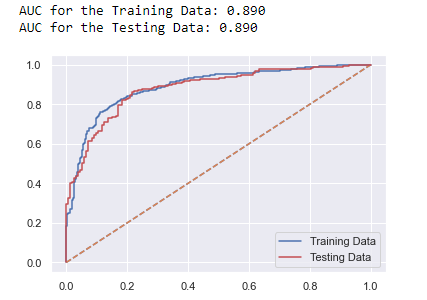 AUC for the Training Data: 0.890
AUC for the Testing Data: 0.890
1.0
0.8
0.6
0.4
0.2
0.0
Training Data
Testing Data
0.0 0.2 0.4 0.6 0.8 1.0